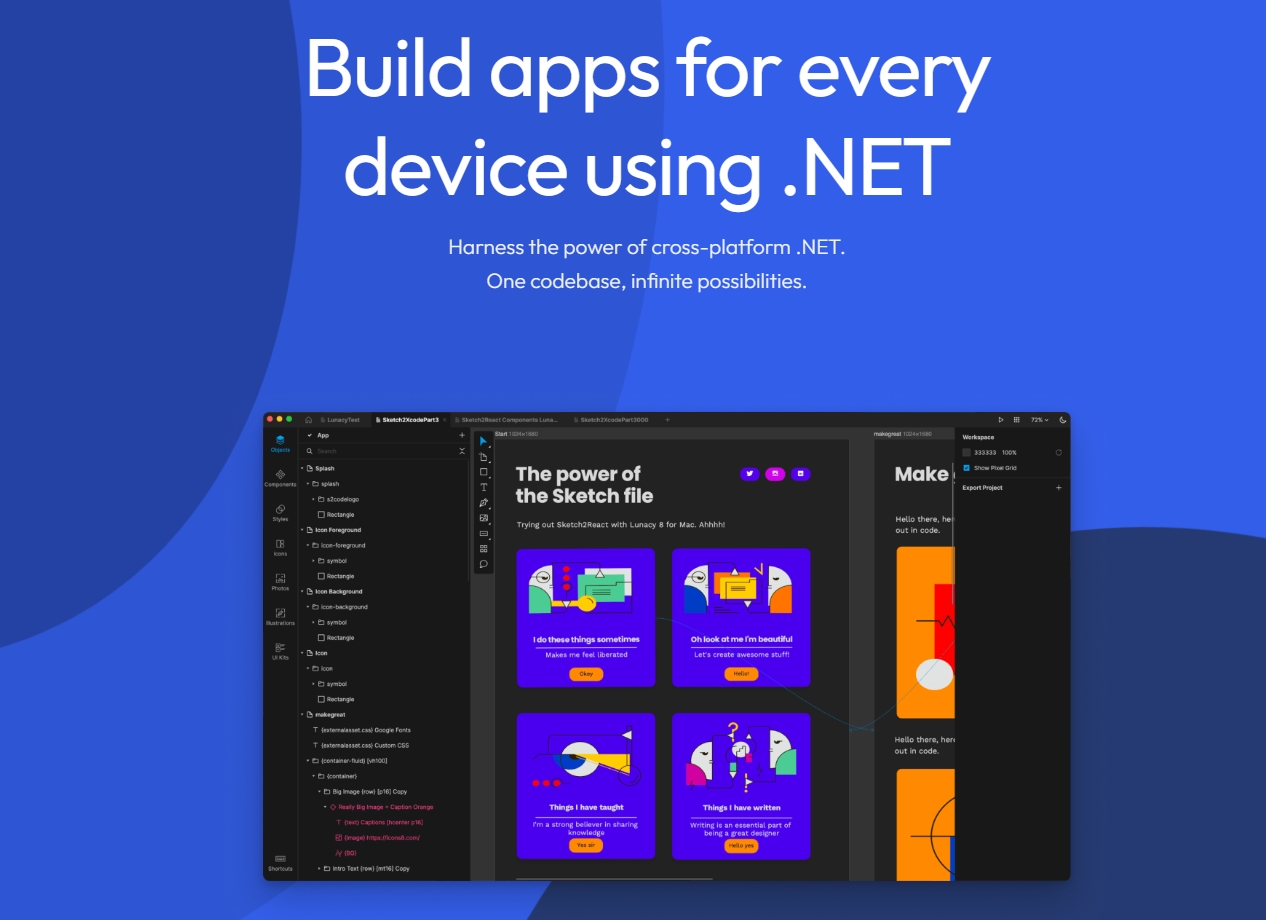 Build apps for every
device using .NET
Harness the power of cross-platform .NET.
One codebase, infinite possibilities.
LunacyTest
Sketch2XcodePart3
Sketch2React Components Luna...
Sketch2XcodePart3000
72%
Objects
Components
Styles
Icons
Photos
Illustrations
UI Kits
Shortcuts
App
Search
Splash
splash
s2codelogo
Rectangle
Icon Foreground
icon-foreground
symbol
Rectangle
Icon Background
icon-background
symbol
Rectangle
Icon
icon
symbol
Rectangle
makegreat
{externalasset.css} Google Fonts
{externalasset.css} Custom CSS
{container-fluid} [vh100]
{container}
Big Image {row} [p16] Copy
Really Big Image + Caption Orange
{text} Captions [hcenter p16]
{image} https://icons8.com/
{BG}
Intro Text {row} [mt16] Copy
Start 1024×1680
The power of
the Sketch file
Trying out Sketch2React with Lunacy 8 for Mac. Ahhhh!
I do these things sometimes
Makes me feel liberated
Okey
Oh look at me I'm beautiful
Let's create awesome stuff!
Hello!
Things I have taught
I'm a strong believer in sharing
knowledge
Yes sir
Things I have written
Writing is an essential part of
being a great designer
Hello yes
makegreat 1024×1680
Make
Hello there, her
out in code.
Hello there, here
out in code.
Workspace
333333 100%
Show Pixel Grid
Export Project